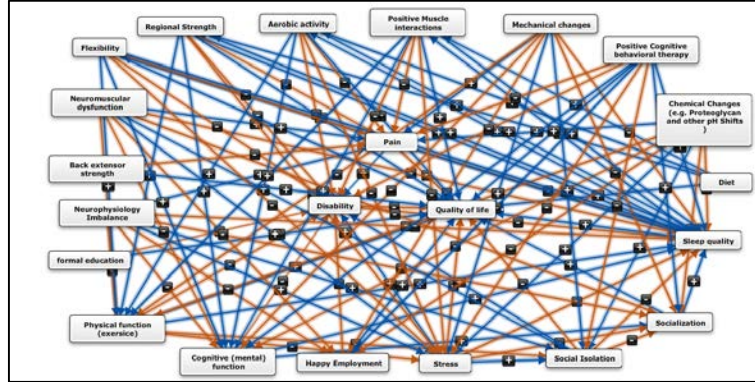 Regional Strength
Aerobic activity
Positive Muscle
interactions
Mechanical changes
Flexibility
Positive Cognitive
behavioral therapy
Neuromuscular
dysfunction
Chemical Changes
(e.g. Proteoglycan
and other pH Shifts
)
Pain
Back extensor
strength
Diet
Neurophysiology
Imbalance
Disability
Quality of life
Sleep quality
formal education
Physical function
(exersice)
Socialization
Cognitive (mental)
function
Happy Employment
Stress
Social Isolation